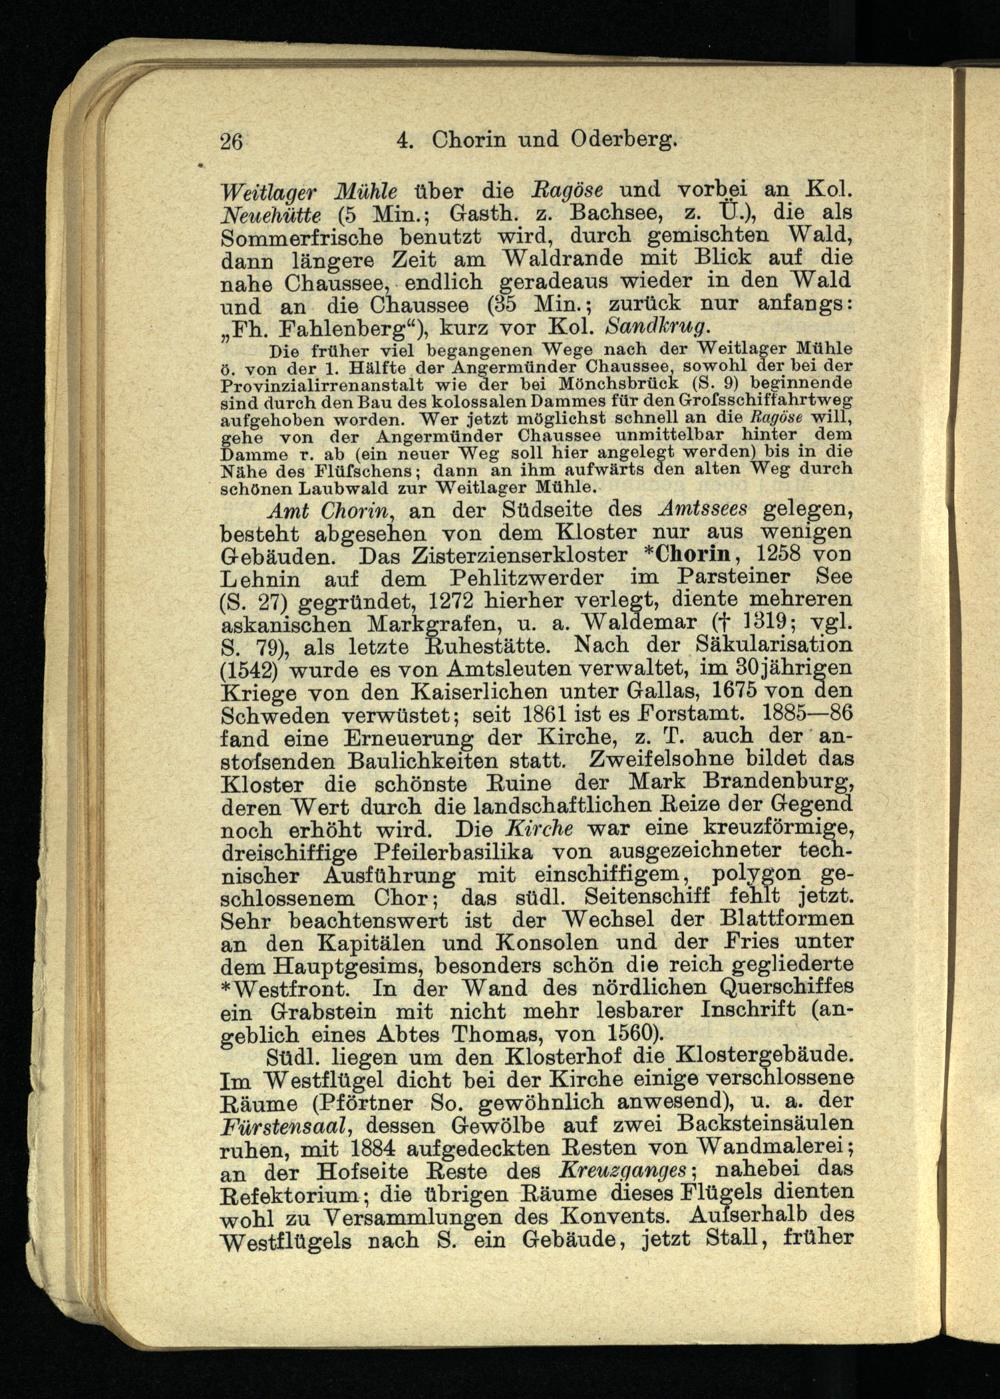 26 4. Chorin und Oderberg.
Weitlager Mühle über die Ragöse und vorbei an Kol.
Neuehütte (5 Min.; Gasth. z. Bachsee, z. Ü.), die als
Sommerfrische benutzt wird, durch gemischten Wald,
dann längere Zeit am Waldrande mit Blick auf die
nahe Chaussee, endlich geradeaus wieder in den Wald
und an die Chaussee (35 Min.; zurück nur anfangs:
„Fh. Fahlenberg“), kurz vor Kol. Sandkrug.
Die früher viel begangenen Wege nach der Weitlager Mühle
ö. von der 1. Hälfte der Angermünder Chaussee, sowohl der bei der
Provinzialirrenanstalt wie der bei Mönchsbrück (S. 9) beginnende
sind durch den Bau des kolossalen Dammes für den Groſsschiffahrtweg
aufgehoben worden. Wer jetzt möglichst schnell an die Ragöse will,
gehe von der Angermünder Chaussee unmittelbar hinter dem
Damme r. ab (ein neuer Weg soll hier angelegt werden) bis in die
Nähe des Flüſschens; dann an ihm aufwärts den alten Weg durch
schönen Laubwald zur Weitlager Mühle.
Amt Chorin, an der Südseite des Amtssees gelegen,
besteht abgesehen von dem Kloster nur aus wenigen
Gebäuden. Das Zisterzienserkloster *Chorin, 1258 von
Lehnin auf dem Pehlitzwerder im Parsteiner See
(S. 27) gegründet, 1272 hierher verlegt, diente mehreren
askanischen Markgrafen, u. a. Waldemar († 1319; vgl.
S. 79), als letzte Ruhestätte. Nach der Säkularisation
(1542) wurde es von Amtsleuten verwaltet, im 30jährigen
Kriege von den Kaiserlichen unter Gallas, 1675 von den
Schweden verwüstet; seit 1861 ist es Forstamt. 1885—86
fand eine Erneuerung der Kirche, z. T. auch der an-
stoſsenden Baulichkeiten statt. Zweifelsohne bildet das
Kloster die schönste Ruine der Mark Brandenburg,
deren Wert durch die landschaftlichen Reize der Gegend
noch erhöht wird. Die Kirche war eine kreuzförmige,
dreischiffige Pfeilerbasilika von ausgezeichneter tech-
nischer Ausführung mit einschiffigem, polygon ge-
schlossenem Chor; das südl. Seitenschiff fehlt jetzt.
Sehr beachtenswert ist der Wechsel der Blattformen
an den Kapitälen und Konsolen und der Fries unter
dem Hauptgesims, besonders schön die reich gegliederte
*Westfront. In der Wand des nördlichen Querschiffes
ein Grabstein mit nicht mehr lesbarer Inschrift (an-
geblich eines Abtes Thomas, von 1560).
Südl. liegen um den Klosterhof die Klostergebäude.
Im Westflügel dicht bei der Kirche einige verschlossene
Räume (Pförtner So. gewöhnlich anwesend), u. a. der
Fürstensaal, dessen Gewölbe auf zwei Backsteinsäulen
ruhen, mit 1884 aufgedeckten Resten von Wandmalerei;
an der Hofseite Reste des Kreuzganges; nahebei das
Refektorium; die übrigen Räume dieses Flügels dienten
wohl zu Versammlungen des Konvents. Auſserhalb des
Westflügels nach S. ein Gebäude, jetzt Stall, früher